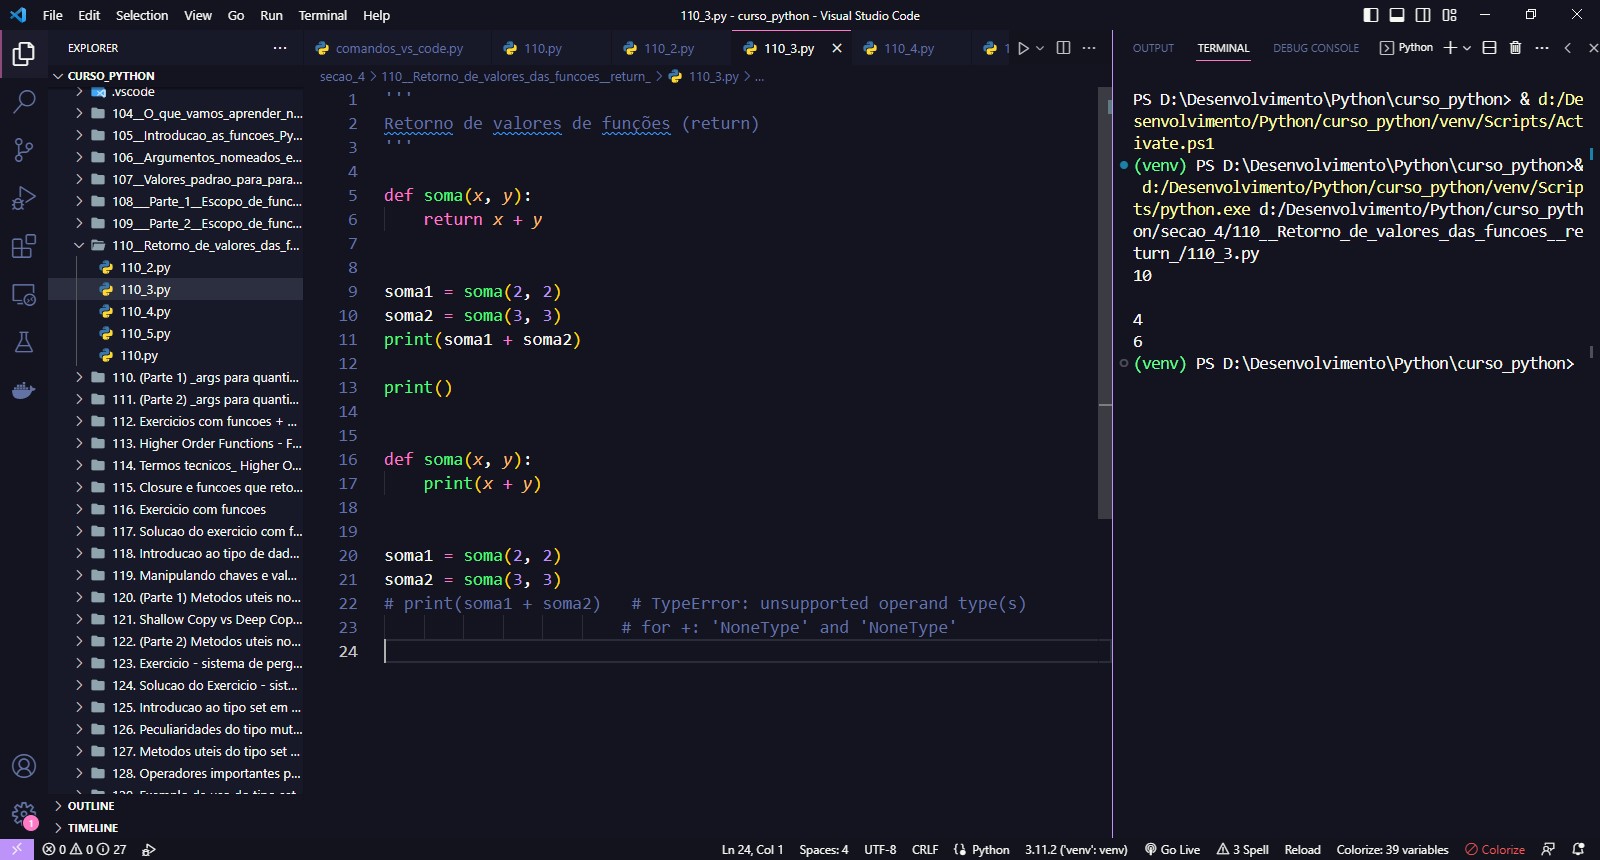 File Edit Selection View Go Run Terminal Help
110_3.py - curso_python - Visual Studio Code
EXPLORER
CURSO_PYTHON
.vscode
104__O_que_vamos_aprender_n...
105__Introducao_as_funcoes_Py...
106__Argumentos_nomeados_e...
107__Valores_padrao_para_para...
108___Parte_1__Escopo_de_func...
109___Parte_2__Escopo_de_func...
110__Retorno_de_valores_das_f...
110_2.py
110_3.py
110_4.py
110_5.py
110.py
110. (Parte 1) _args para quanti...
111. (Parte 2) _args para quanti...
112. Exercicios com funcoes + ...
113. Higher Order Functions - F...
114. Termos tecnicos_ Higher O...
115. Closure e funcoes que reto...
116. Exercicio com funcoes
117. Solucao do exercicio com f...
118. Introducao ao tipo de dad...
119. Manipulando chaves e val...
120. (Parte 1) Metodos uteis no...
121. Shallow Copy vs Deep Cop...
122. (Parte 2) Metodos uteis no...
123. Exercicio - sistema de perg...
124. Solucao do Exercicio - sist...
125. Introducao ao tipo set em ...
126. Peculiaridades do tipo mut...
127. Metodos uteis do tipo set ...
128. Operadores importantes p...
OUTLINE
TIMELINE
comandos_vs_code.py 110.py 110_2.py 110_3.py 110_4.py
secao_4 > 110__Retorno_de_valores_das_funcoes__return_ > 110_3.py > ...
1 '''
2 Retorno de valores de funções (return)
3 '''
4
5 def soma(x, y):
6     return x + y
7
8
9 soma1 = soma(2, 2)
10 soma2 = soma(3, 3)
11 print(soma1 + soma2)
12
13 print()
14
15
16 def soma(x, y):
17     print(x + y)
18
19
20 soma1 = soma(2, 2)
21 soma2 = soma(3, 3)
22 # print(soma1 + soma2)   # TypeError: unsupported operand type(s)
23                         # for +: 'NoneType' and 'NoneType'
24
OUTPUT TERMINAL DEBUG CONSOLE Python
PS D:\Desenvolvimento\Python\curso_python> & d:/De
senvolvimento/Python/curso_python/venv/Scripts/Act
ivate.ps1
(venv) PS D:\Desenvolvimento\Python\curso_python>&
d:/Desenvolvimento/Python/curso_python/venv/Scrip
ts/python.exe d:/Desenvolvimento/Python/curso_pyth
on/secao_4/110__Retorno_de_valores_das_funcoes__re
turn_/110_3.py
10
4
6
(venv) PS D:\Desenvolvimento\Python\curso_python>
1
0 0 27
Ln 24, Col 1 Spaces: 4 UTF-8 CRLF Python 3.11.2 ('venv': venv) Go Live 3 Spell Reload Colorize: 39 variables Colorize